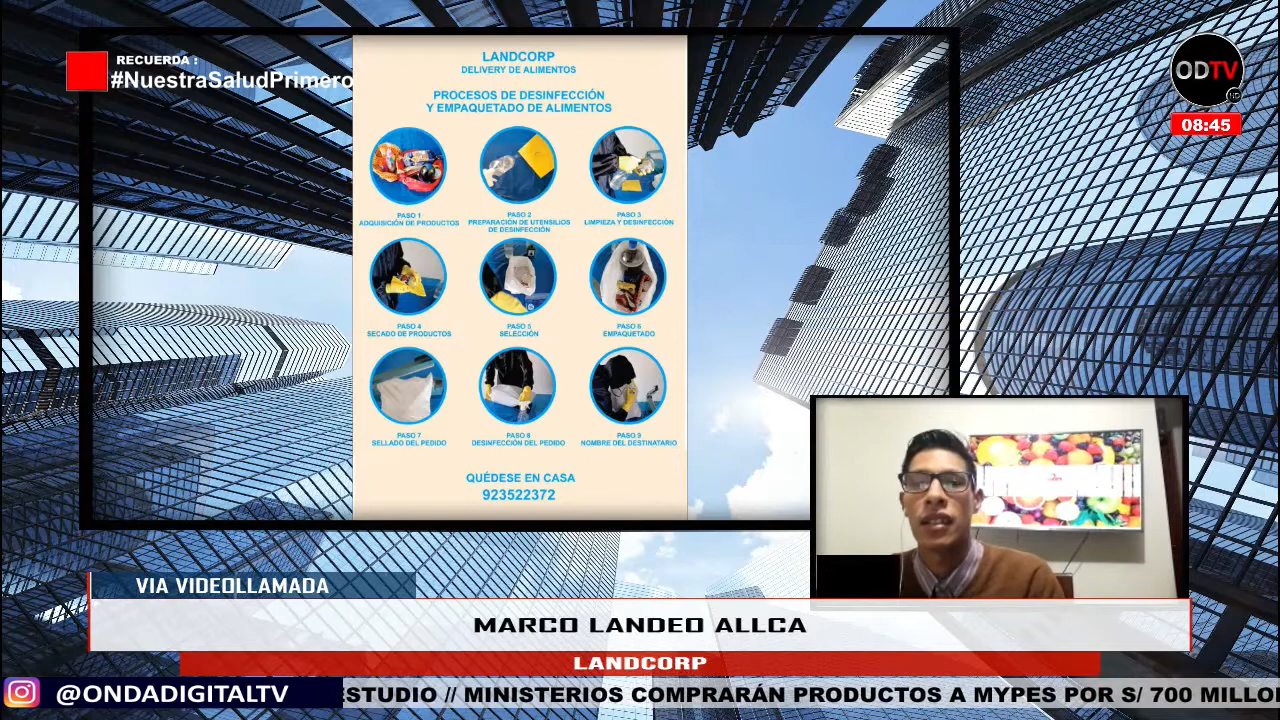 RECUERDA :
#NuestraSaludPrimero
ODTV
HD
08:45
LANDCORP
DELIVERY DE ALIMENTOS
PROCESOS DE DESINFECCIÓN
Y EMPAQUETADO DE ALIMENTOS
PASO 1
ADQUISICIÓN DE PRODUCTOS
PASO 2
PREPARACIÓN DE UTENSILIOS
DE DESINFECCIÓN
PASO 3
LIMPIEZA Y DESINFECCIÓN
PASO 4
SECADO DE PRODUCTOS
PASO 5
SELECCIÓN
PASO 6
EMPAQUETADO
PASO 7
SELLADO DEL PEDIDO
PASO 8
DESINFECCIÓN DEL PEDIDO
PASO 9
NOMBRE DEL DESTINATARIO
QUÉDESE EN CASA
923522372
VIA VIDEOLLAMADA
MARCO LANDEO ALLCA
LANDCORP
@ONDADIGITALTV
ESTUDIO // MINISTERIOS COMPRARÁN PRODUCTOS A MYPES POR S/ 700 MILLO